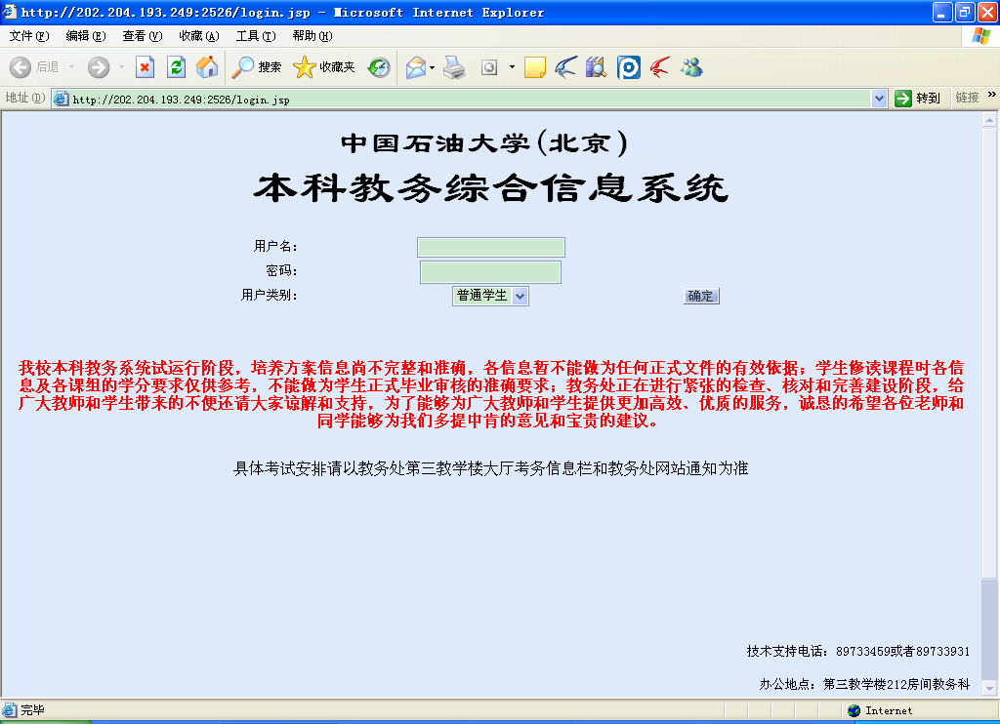 http://202.204.193.249:2526/login.jsp - Microsoft Internet Explorer
文件(F) 编辑(E) 查看(V) 收藏(A) 工具(T) 帮助(H)
后退 搜索 收藏夹
地址(D) http://202.204.193.249:2526/login.jsp 转到 链接 »
中国石油大学(北京)
本科教务综合信息系统
用户名：
密码：
用户类别： 普通学生 确定
我校本科教务系统试运行阶段，培养方案信息尚不完整和准确，各信息暂不能做为任何正式文件的有效依据；学生修读课程时各信
息及各课组的学分要求仅供参考，不能做为学生正式毕业审核的准确要求；教务处正在进行紧张的检查、核对和完善建设阶段，给
广大教师和学生带来的不便还请大家谅解和支持，为了能够为广大教师和学生提供更加高效、优质的服务，诚恳的希望各位老师和
同学能够为我们多提中肯的意见和宝贵的建议。
具体考试安排请以教务处第三教学楼大厅考务信息栏和教务处网站通知为准
技术支持电话：89733459或者89733931
办公地点：第三教学楼212房间教务科
完毕 Internet